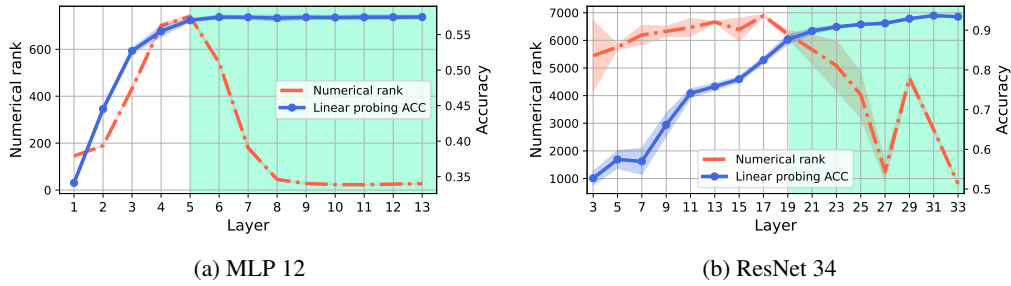 600
400
200
0
Numerical rank
0.55
0.50
0.45
0.40
0.35
Accuracy
Numerical rank
Linear probing ACC
1 2 3 4 5 6 7 8 9 10 11 12 13
Layer
(a) MLP 12
7000
6000
5000
4000
3000
2000
1000
Numerical rank
0.9
0.8
0.7
0.6
0.5
Accuracy
Numerical rank
Linear probing ACC
3 5 7 9 11 13 15 17 19 21 23 25 27 29 31 33
Layer
(b) ResNet 34